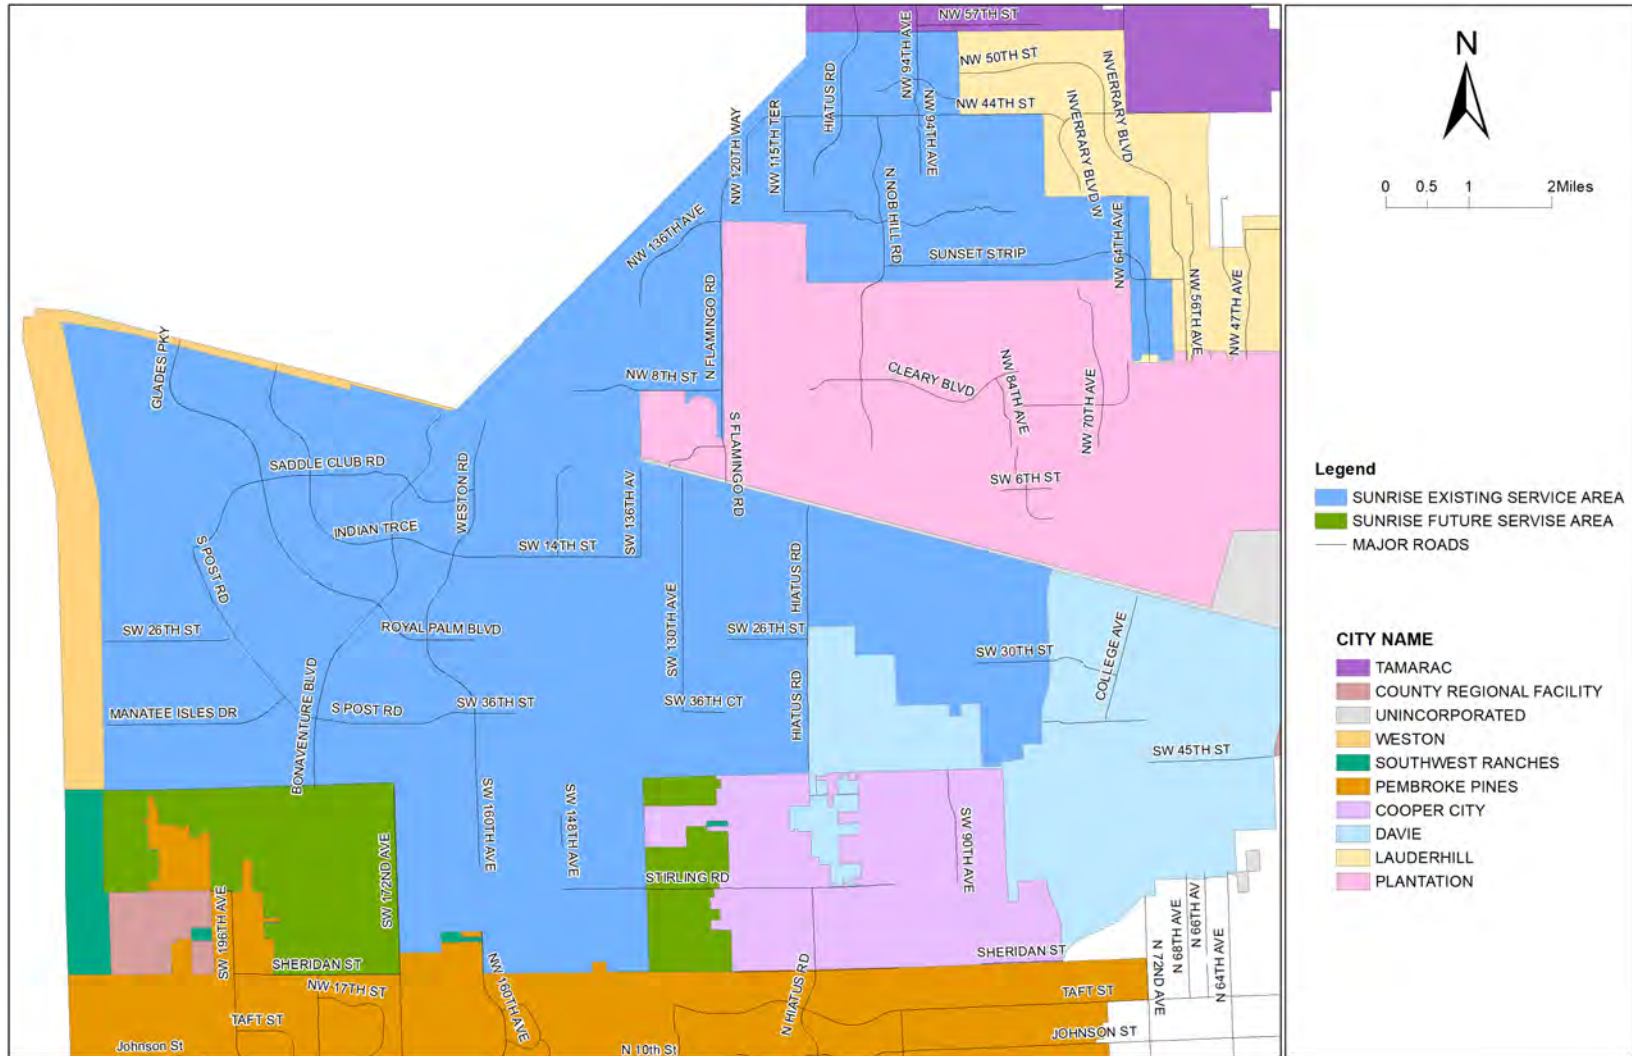 NW 57TH ST
NW 94TH AVE
HIATUS RD
NW 50TH ST
INVERRARY BLVD
NW 44TH ST
NW 94TH AVE
INVERRARY BLVD W
NW 120TH WAY
NW 115TH TER
N NOB HILL RD
NW 136TH AVE
SUNSET STRIP
NW 64TH AVE
NW 56TH AVE
NW 47TH AVE
N FLAMINGO RD
GLADES PKY
NW 8TH ST
CLEARY BLVD
NW 84TH AVE
NW 70TH AVE
S FLAMINGO RD
SADDLE CLUB RD
WESTON RD
SW 6TH ST
INDIAN TRCE
SW 14TH ST
SW 136TH AV
S POST RD
HIATUS RD
SW 130TH AVE
SW 26TH ST
ROYAL PALM BLVD
SW 26TH ST
SW 30TH ST
COLLEGE AVE
BONAVENTURE BLVD
MANATEE ISLES DR
S POST RD
SW 36TH ST
SW 36TH CT
HIATUS RD
SW 45TH ST
SW 160TH AVE
SW 148TH AVE
SW 90TH AVE
SW 172ND AVE
STIRLING RD
SW 196TH AVE
SHERIDAN ST
NW 17TH ST
NW 160TH AVE
N HIATUS RD
SHERIDAN ST
N 72ND AVE
N 68TH AVE
N 66TH AV
N 64TH AVE
TAFT ST
TAFT ST
Johnson St
N 10th St
JOHNSON ST
N
0 0.5 1 2Miles
Legend
SUNRISE EXISTING SERVICE AREA
SUNRISE FUTURE SERVISE AREA
MAJOR ROADS
CITY NAME
TAMARAC
COUNTY REGIONAL FACILITY
UNINCORPORATED
WESTON
SOUTHWEST RANCHES
PEMBROKE PINES
COOPER CITY
DAVIE
LAUDERHILL
PLANTATION